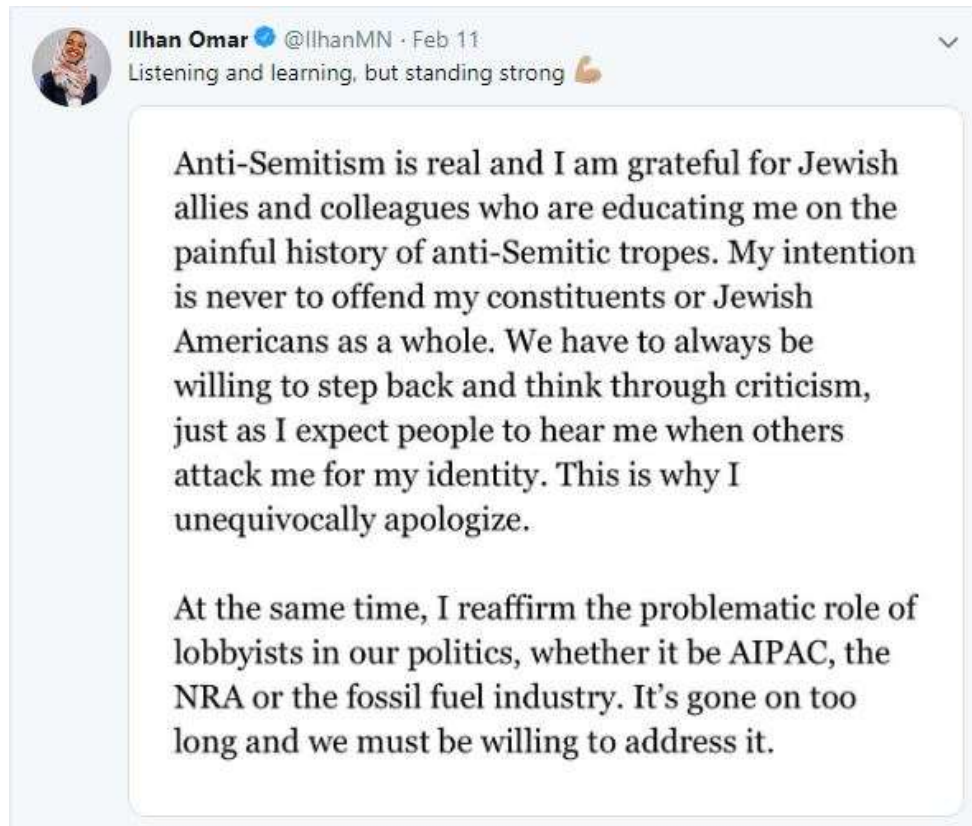 Ilhan Omar @IlhanMN · Feb 11
Listening and learning, but standing strong 💪🏽
Anti-Semitism is real and I am grateful for Jewish
allies and colleagues who are educating me on the
painful history of anti-Semitic tropes. My intention
is never to offend my constituents or Jewish
Americans as a whole. We have to always be
willing to step back and think through criticism,
just as I expect people to hear me when others
attack me for my identity. This is why I
unequivocally apologize.
At the same time, I reaffirm the problematic role of
lobbyists in our politics, whether it be AIPAC, the
NRA or the fossil fuel industry. It’s gone on too
long and we must be willing to address it.